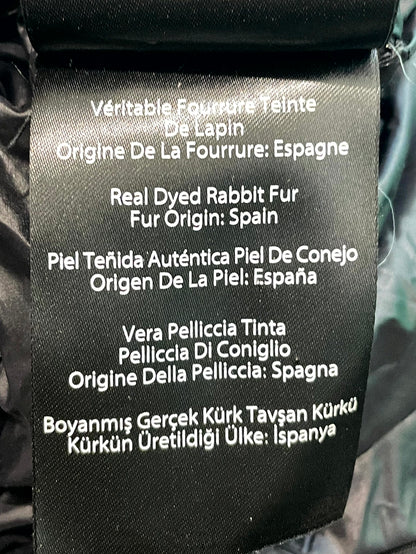 Véritable Fourrure Teinte
De Lapin
Origine De La Fourrure: Espagne
Real Dyed Rabbit Fur
Fur Origin: Spain
Piel Teñida Auténtica Piel De Conejo
Origen De La Piel: España
Vera Pelliccia Tinta
Pelliccia Di Coniglio
Origine Della Pelliccia: Spagna
Boyanmış Gerçek Kürk Tavşan Kürkü
Kürkün Üretildiği Ülke: İspanya